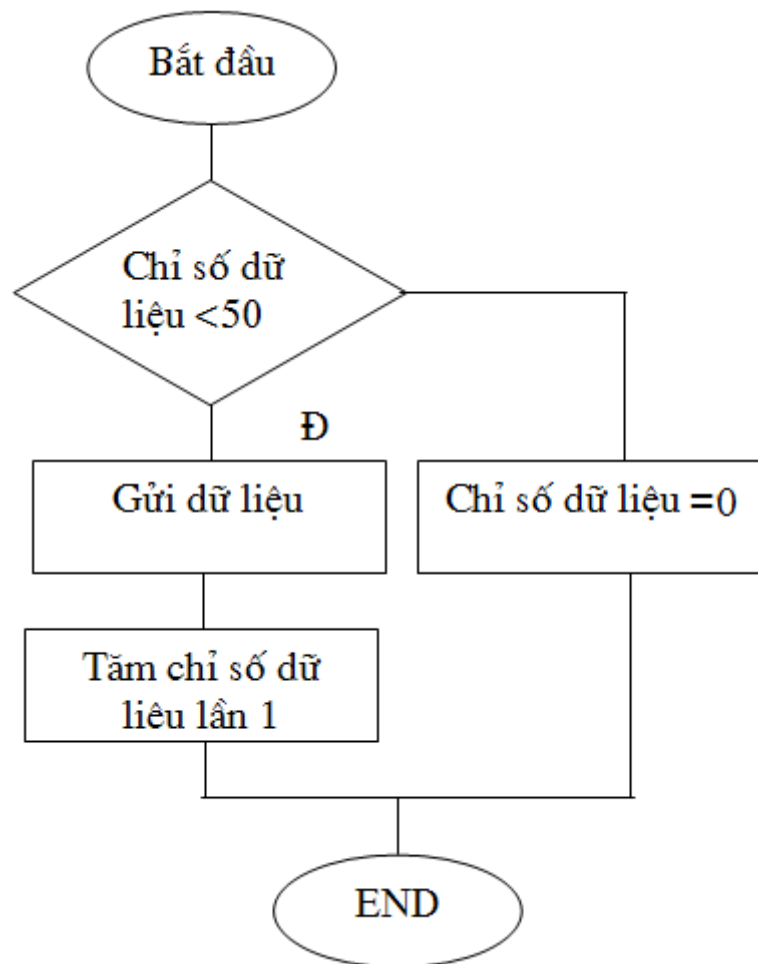 Bắt đầu
Chỉ số dữ
liệu <50
Đ
Gửi dữ liệu
Chỉ số dữ liệu =0
Tăm chỉ số dữ
liêu lần 1
END